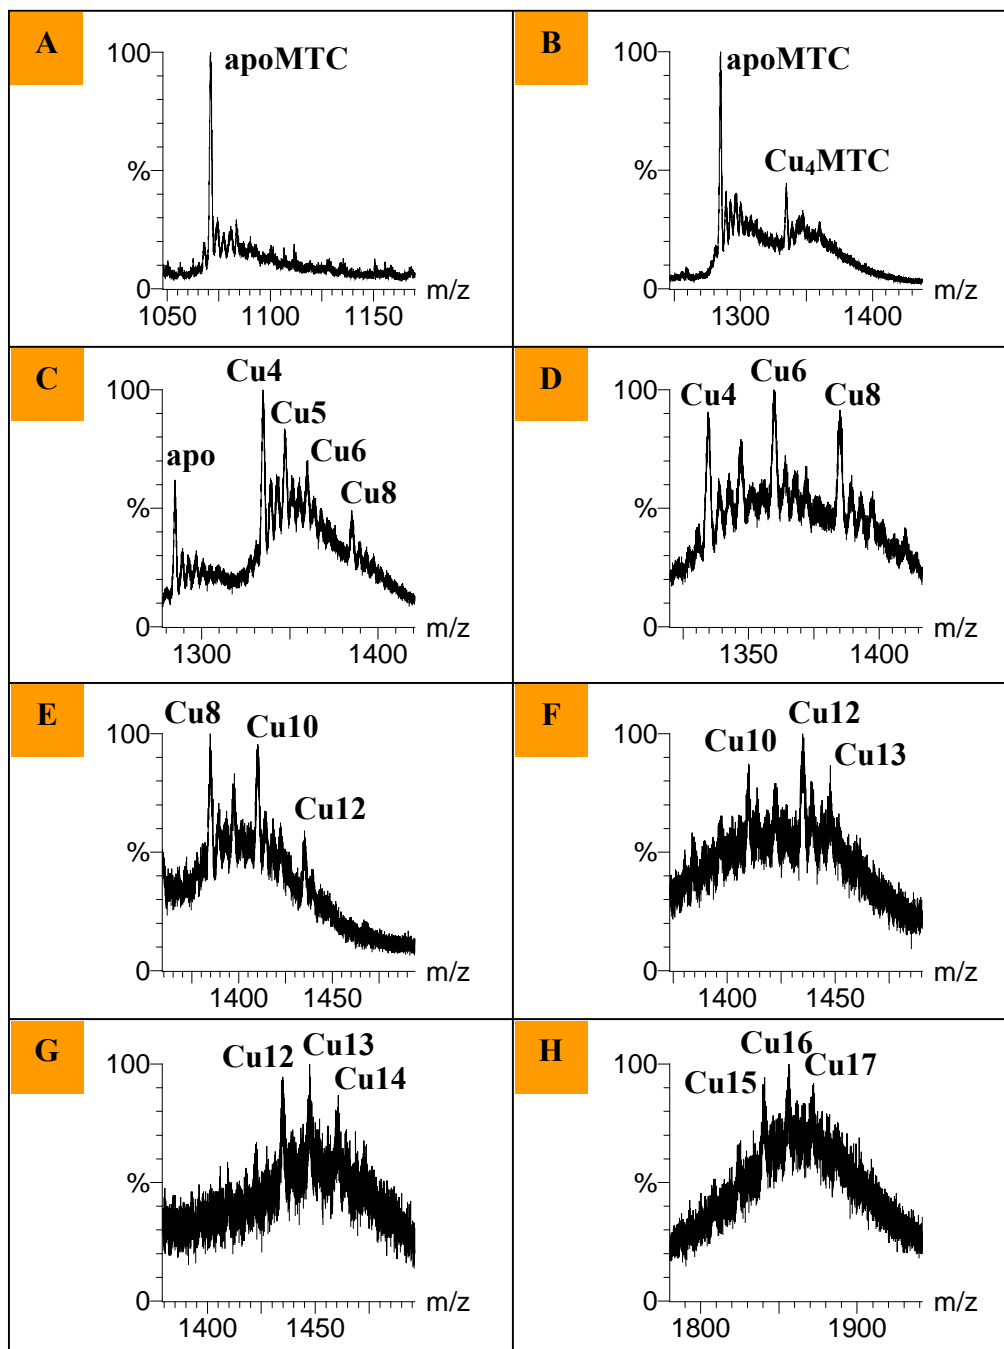 A
100
apoMTC
%
0
1050 1100 1150
m/z
B
100
apoMTC
Cu₄MTC
%
0
1300 1400
m/z
C
100
Cu4
Cu5
Cu6
apo
Cu8
%
0
1300 1400
m/z
D
100
Cu6
Cu4
Cu8
%
0
1350 1400
m/z
E
Cu8
100
Cu10
Cu12
%
0
1400 1450
m/z
F
100
Cu12
Cu10
Cu13
%
0
1400 1450
m/z
G
100
Cu13
Cu12
Cu14
%
0
1400 1450
m/z
H
100
Cu16
Cu17
Cu15
%
0
1800 1900
m/z